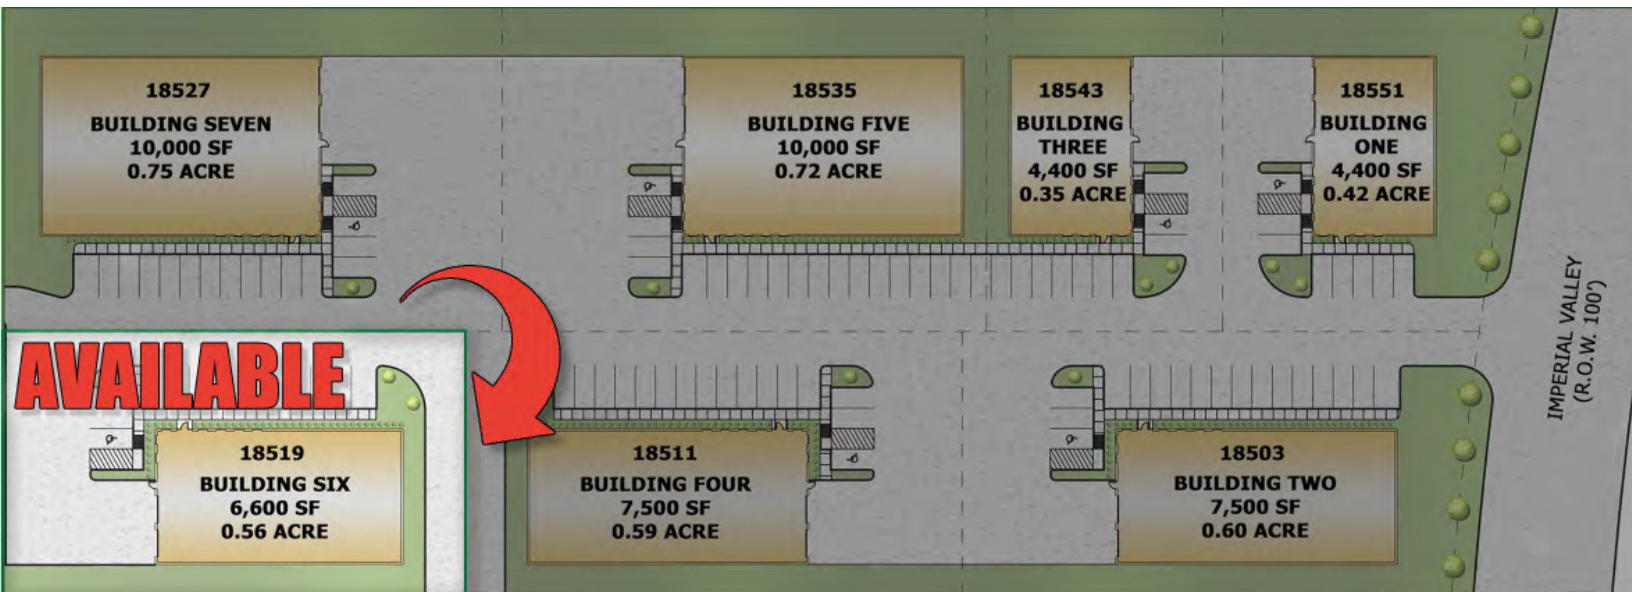 18527
BUILDING SEVEN
10,000 SF
0.75 ACRE
18535
BUILDING FIVE
10,000 SF
0.72 ACRE
18543
BUILDING
THREE
4,400 SF
0.35 ACRE
18551
BUILDING
ONE
4,400 SF
0.42 ACRE
IMPERIAL VALLEY
(R.O.W. 100')
AVAILABLE
18519
BUILDING SIX
6,600 SF
0.56 ACRE
18511
BUILDING FOUR
7,500 SF
0.59 ACRE
18503
BUILDING TWO
7,500 SF
0.60 ACRE